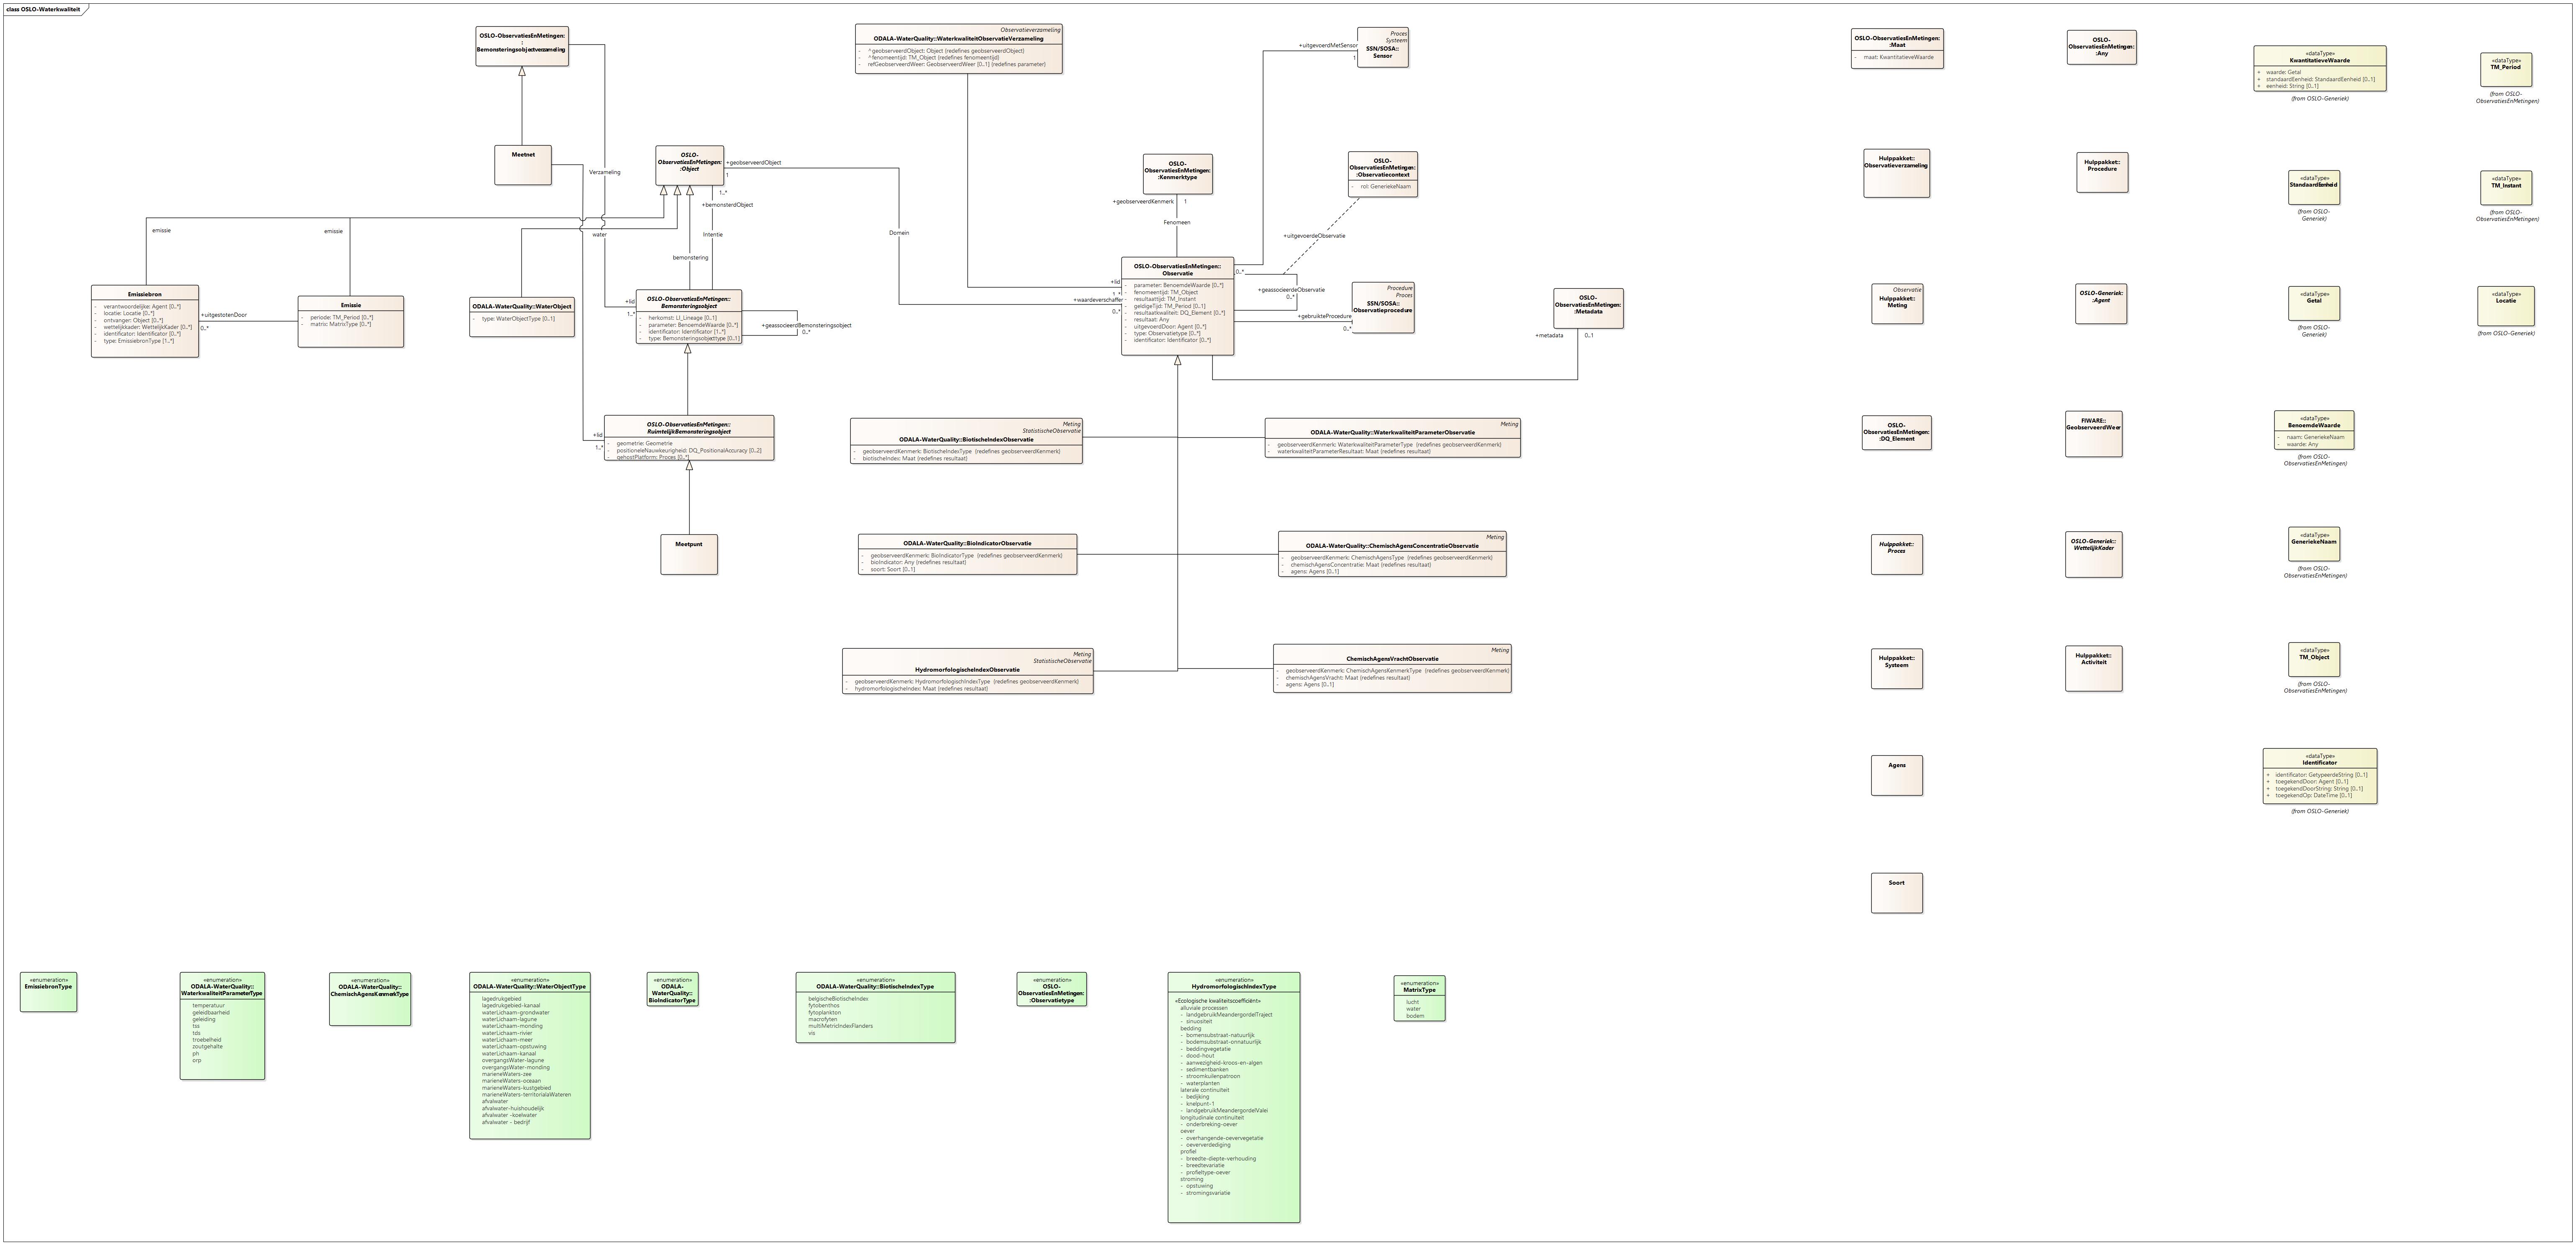 class OSLO-Waterkwaliteit
OSLO-ObservatiesEnMetingen:
:
Bemonsteringsobjectverzameling
Meetnet
Verzameling
water
OSLO-
ObservatiesEnMetingen:
:Object
+geobserveerdObject
1
1..*
+bemonsterdObject
Intentie
bemonstering
Domein
emissie
emissie
Emissiebron
- verantwoordelijke: Agent [0..*]
- locatie: Locatie [0..*]
- ontvanger: Object [0..*]
- wettelijkkader: WettelijkKader [0..*]
- identificator: Identificator [0..*]
- type: EmissiebronType [1..*]
+uitgestotenDoor
0..*
Emissie
- periode: TM_Period [0..*]
- matrix: MatrixType [0..*]
ODALA-WaterQuality::WaterObject
- type: WaterObjectType [0..1]
+lid
1..*
OSLO-ObservatiesEnMetingen::
Bemonsteringsobject
- herkomst: LI_Lineage [0..1]
- parameter: BenoemdeWaarde [0..*]
- identificator: Identificator [1..*]
- type: Bemonsteringsobjecttype [0..1]
+geassocieerdBemonsteringsobject
0..*
+lid
1..*
OSLO-ObservatiesEnMetingen::
RuimtelijkBemonsteringsobject
- geometrie: Geometrie
- positioneleNauwkeurigheid: DQ_PositionalAccuracy [0..2]
- gehostPlatform: Proces [0..*]
Meetpunt
Observatieverzameling
ODALA-WaterQuality::WaterkwaliteitObservatieVerzameling
- ^ geobserveerdObject: Object {redefines geobserveerdObject}
- ^ fenomeentijd: TM_Object {redefines fenomeentijd}
- refGeobserveerdWeer: GeobserveerdWeer [0..1] {redefines parameter}
+uitgevoerdMetSensor
1
Proces
Systeem
SSN/SOSA::
Sensor
OSLO-
ObservatiesEnMetingen:
:Kenmerktype
+geobserveerdKenmerk
1
Fenomeen
OSLO-
ObservatiesEnMetingen:
:Observatiecontext
- rol: GeneriekeNaam
+uitgevoerdeObservatie
+lid
1..*
+waardeverschaffer
0..*
OSLO-ObservatiesEnMetingen::
Observatie
- parameter: BenoemdeWaarde [0..*]
- fenomeentijd: TM_Object
- resultaattijd: TM_Instant
- geldigeTijd: TM_Period [0..1]
- resultaatkwaliteit: DQ_Element [0..*]
- resultaat: Any
- uitgevoerdDoor: Agent [0..*]
- type: Observatietype [0..*]
- identificator: Identificator [0..*]
0..*
+geassocieerdeObservatie
0..*
+gebruikteProcedure
0..*
Procedure
Proces
SSN/SOSA::
Observatieprocedure
OSLO-
ObservatiesEnMetingen:
:Metadata
+metadata
0..1
Meting
StatistischeObservatie
ODALA-WaterQuality::BiotischeIndexObservatie
- geobserveerdKenmerk: BiotischeIndexType {redefines geobserveerdKenmerk}
- biotischeIndex: Maat {redefines resultaat}
Meting
ODALA-WaterQuality::WaterkwaliteitParameterObservatie
- geobserveerdKenmerk: WaterkwaliteitParameterType {redefines geobserveerdKenmerk}
- waterkwaliteitParameterResultaat: Maat {redefines resultaat}
ODALA-WaterQuality::BioIndicatorObservatie
- geobserveerdKenmerk: BioIndicatorType {redefines geobserveerdKenmerk}
- bioIndicator: Any {redefines resultaat}
- soort: Soort [0..1]
Meting
ODALA-WaterQuality::ChemischAgensConcentratieObservatie
- geobserveerdKenmerk: ChemischAgensType {redefines geobserveerdKenmerk}
- chemischAgensConcentratie: Maat {redefines resultaat}
- agens: Agens [0..1]
Meting
StatistischeObservatie
HydromorfologischeIndexObservatie
- geobserveerdKenmerk: HydromorfologischIndexType {redefines geobserveerdKenmerk}
- hydromorfologischeIndex: Maat {redefines resultaat}
Meting
ChemischAgensVrachtObservatie
- geobserveerdKenmerk: ChemischAgensKenmerkType {redefines geobserveerdKenmerk}
- chemischAgensVracht: Maat {redefines resultaat}
- agens: Agens [0..1]
OSLO-ObservatiesEnMetingen:
:Maat
- maat: KwantitatieveWaarde
OSLO-
ObservatiesEnMetingen:
:Any
«dataType»
KwantitatieveWaarde
+ waarde: Getal
+ standaardEenheid: StandaardEenheid [0..1]
+ eenheid: String [0..1]
(from OSLO-Generiek)
«dataType»
TM_Period
(from OSLO-
ObservatiesEnMetingen)
Hulppakket::
Observatieverzameling
Hulppakket::
Procedure
«dataType»
StandaardEenheid
(from OSLO-
Generiek)
«dataType»
TM_Instant
(from OSLO-
ObservatiesEnMetingen)
Observatie
Hulppakket::
Meting
OSLO-Generiek:
:Agent
«dataType»
Getal
(from OSLO-
Generiek)
«dataType»
Locatie
(from OSLO-Generiek)
OSLO-
ObservatiesEnMetingen:
:DQ_Element
FIWARE::
GeobserveerdWeer
«dataType»
BenoemdeWaarde
- naam: GeneriekeNaam
- waarde: Any
(from OSLO-
ObservatiesEnMetingen)
Hulppakket::
Proces
OSLO-Generiek::
WettelijkKader
«dataType»
GeneriekeNaam
(from OSLO-
ObservatiesEnMetingen)
Hulppakket::
Systeem
Hulppakket::
Activiteit
«dataType»
TM_Object
(from OSLO-
ObservatiesEnMetingen)
Agens
«dataType»
Identificator
+ identificator: GetypeerdeString [0..1]
+ toegekendDoor: Agent [0..1]
+ toegekendDoorString: String [0..1]
+ toegekendOp: DateTime [0..1]
(from OSLO-Generiek)
Soort
«enumeration»
EmissiebronType
«enumeration»
ODALA-WaterQuality::
WaterkwaliteitParameterType
temperatuur
geleidbaarheid
geleiding
tss
tds
troebelheid
zoutgehalte
ph
orp
«enumeration»
ODALA-WaterQuality:
ChemischAgensKenmerkType
«enumeration»
ODALA-WaterQuality::WaterObjectType
lagedrukgebied
lagedrukgebied-kanaal
waterLichaam-grondwater
waterLichaam-lagune
waterLichaam-monding
waterLichaam-rivier
waterLichaam-meer
waterLichaam-opstuwing
waterLichaam-kanaal
overgangsWater-lagune
overgangsWater-monding
marieneWaters-zee
marieneWaters-oceaan
marieneWaters-kustgebied
marieneWaters-territorialaWateren
afvalwater
afvalwater-huishoudelijk
afvalwater -koelwater
afvalwater - bedrijf
«enumeration»
ODALA-
WaterQuality::
BioIndicatorType
«enumeration»
ODALA-WaterQuality::BiotischeIndexType
belgischeBiotischeIndex
fytobenthos
fytoplankton
macrofyten
multiMetricIndexFlanders
vis
«enumeration»
OSLO-
ObservatiesEnMetingen:
:Observatietype
«enumeration»
HydromorfologischIndexType
«Ecologische kwaliteitscoefficiënt»
alluviale processen
- landgebruikMeandergordelTraject
- sinuositeit
bedding
- bomensubstraat-natuurlijk
- bodemsubstraat-onnatuurlijk
- beddingvegetatie
- dood-hout
- aanwezigheid-kroos-en-algen
- sedimentbanken
- stroomkuilenpatroon
- waterplanten
laterale continuïteit
- bedijking
- knelpunt-1
- landgebruikMeandergordelValei
longitudinale continuïteit
- onderbreking-oever
oever
- overhangende-oevervegetatie
- oeververdediging
profiel
- breedte-diepte-verhouding
- breedtevariatie
- profieltype-oever
stroming
- opstuwing
- stromingsvariatie
«enumeration»
MatrixType
lucht
water
bodem